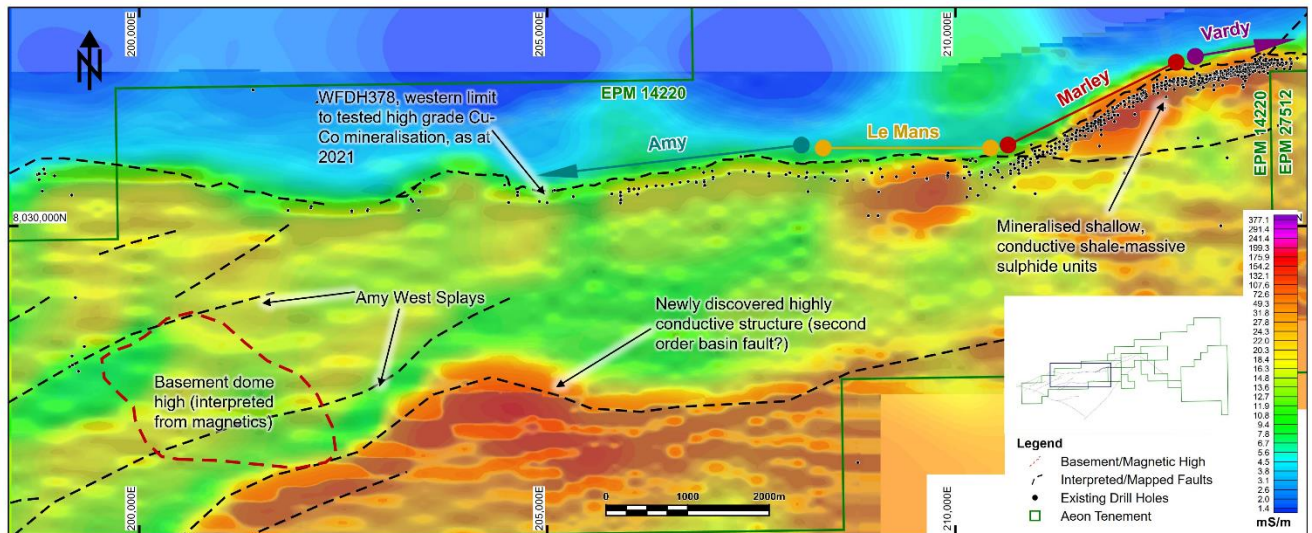 200,000E
205,000E
210,000E
N
Vardy
Marley
EPM 14220
.WFDH378, western limit
to tested high grade Cu-
Co mineralisation, as at
2021
Amy
Le Mans
EPM 14220
EPM 27512
8,030,000N
Mineralised shallow,
conductive shale-massive
sulphide units
Amy West Splays
Newly discovered highly
conductive structure (second
order basin fault?)
Basement dome
high (interpreted
from magnetics)
377.1
291.4
241.4
199.3
175.9
154.2
132.1
107.6
72.6
49.3
31.8
27.8
24.3
22.0
20.3
18.4
16.3
14.8
13.6
12.7
11.9
10.8
9.4
7.8
6.7
5.6
4.5
3.8
3.1
2.6
2.0
1.4
mS/m
Legend
Basement/Magnetic High
Interpreted/Mapped Faults
Existing Drill Holes
Aeon Tenement
0 1000 2000m
200,000E
205,000E
210,000E